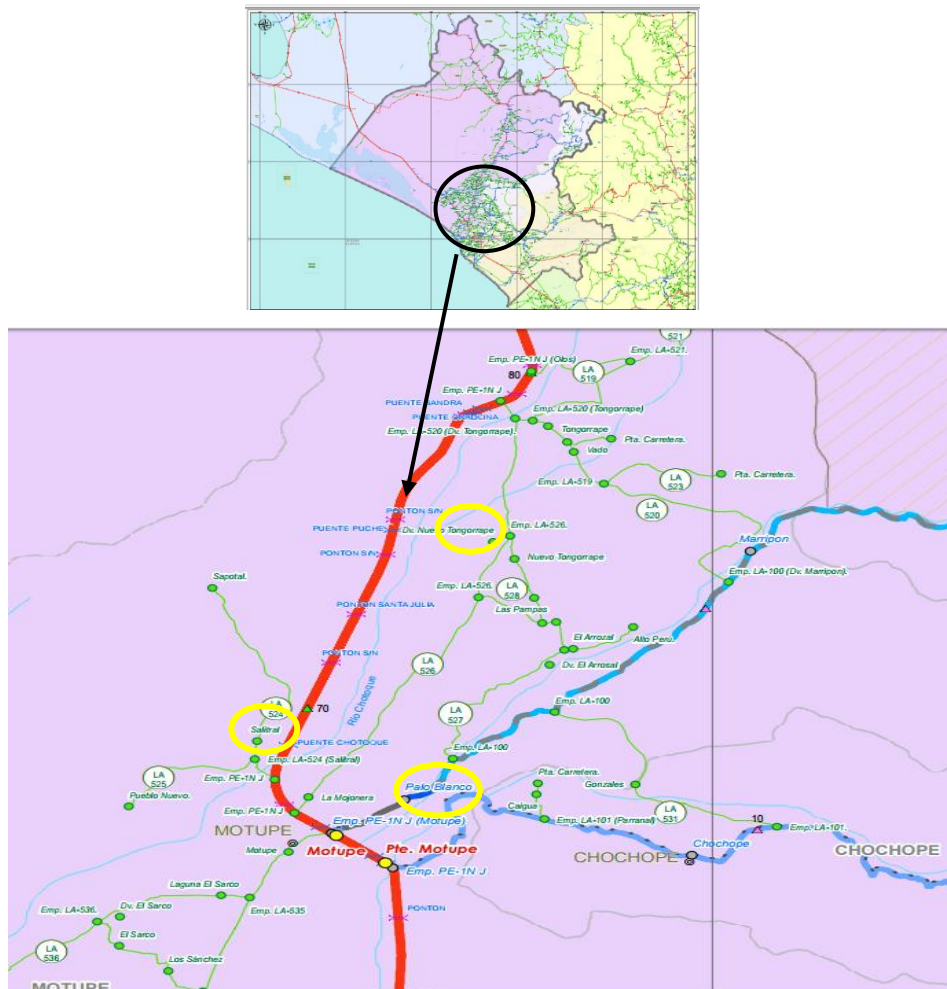 521
Emp. PE-1N J (Olos)
Emp. LA-521.
80
LA
519
Emp. PE-1N J
PUENTE SANDRA
Emp. LA-520 (Tongorrape)
Emp. LA-520 (Dv. Tongorrape).
Tongorrape
Pta. Carretera.
Vado
LA
523
Pta. Carretera.
Emp. LA-519
LA
520
PONTON S/N
PUENTE PUCHE
Dv. Nuevo Tongorrape
Emp. LA-526.
Marripon
PONTON S/N
Nuevo Tongorrape
Sapotal.
Emp. LA-526.
LA
528
Emp. LA-100 (Dv. Marripon).
PONTON SANTA JULIA
Las Pampas
El Arrozal
Alto Perú.
PONTON S/N
LA
526
Dv. El Arrosal
Río Chotoque
LA
524
70
Emp. LA-100
LA
527
Salitral
PUENTE CHOTOQUE
Emp. LA-524 (Salitral)
Emp. LA-100
LA
525
Emp. PE-1N J
Pueblo Nuevo.
Palo Blanco
Pta. Carretera.
Gonzales
La Mojonera
Emp. PE-1N J
Caigua
Emp. LA-101 (Parranal)
LA
531
10
Emp. LA-101.
MOTUPE
Emp. PE-1N J (Motupe)
Motupe
Motupe
Pte. Motupe
Emp. PE-1N J
CHOCHOPE
Chochope
CHOCHOPE
Laguna El Sarco
Emp. LA-536.
Dv. El Sarco
Emp. LA-535
PONTON
El Sarco
LA
536
Los Sánchez
MOTUPE